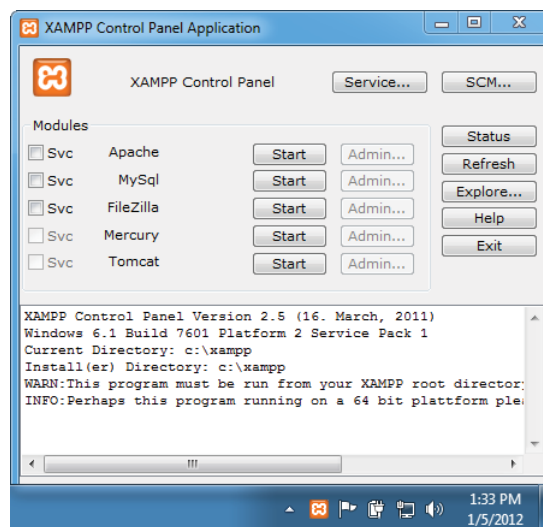 XAMPP Control Panel Application
XAMPP Control Panel
Service...
SCM...
Modules
Svc Apache Start Admin...
Svc MySql Start Admin...
Svc FileZilla Start Admin...
Svc Mercury Start Admin...
Svc Tomcat Start Admin...
Status
Refresh
Explore...
Help
Exit
XAMPP Control Panel Version 2.5 (16. March, 2011)
Windows 6.1 Build 7601 Platform 2 Service Pack 1
Current Directory: c:\xampp
Install(er) Directory: c:\xampp
WARN:This program must be run from your XAMPP root directory
INFO:Perhaps this program running on a 64 bit plattform
1:33 PM
1/5/2012